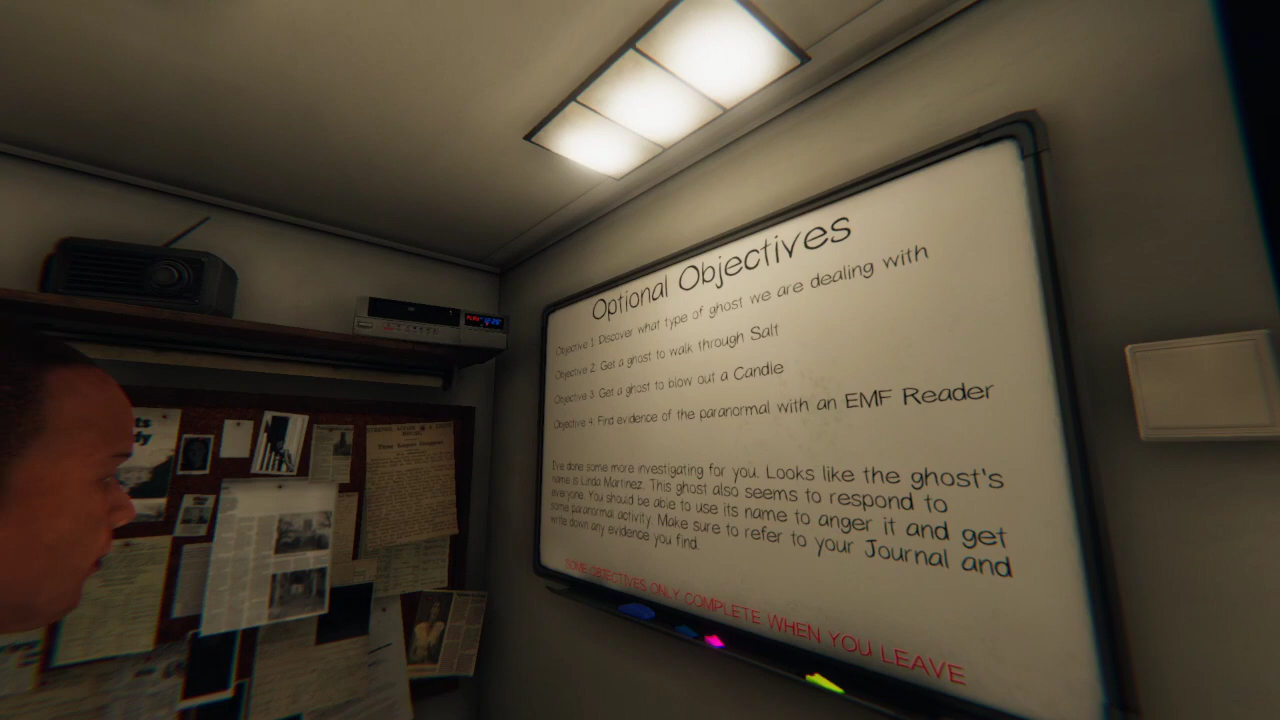 Optional Objectives
Objective 1: Discover what type of ghost we are dealing with
Objective 2: Get a ghost to walk through Salt
Objective 3: Get a ghost to blow out a Candle
Objective 4: Find evidence of the paranormal with an EMF Reader
I've done some more investigating for you. Looks like the ghost's
name is Linda Martinez. This ghost also seems to respond to
everyone. You should be able to use its name to anger it and get
some paranormal activity. Make sure to refer to your Journal and
write down any evidence you find.
SOME OBJECTIVES ONLY COMPLETE WHEN YOU LEAVE